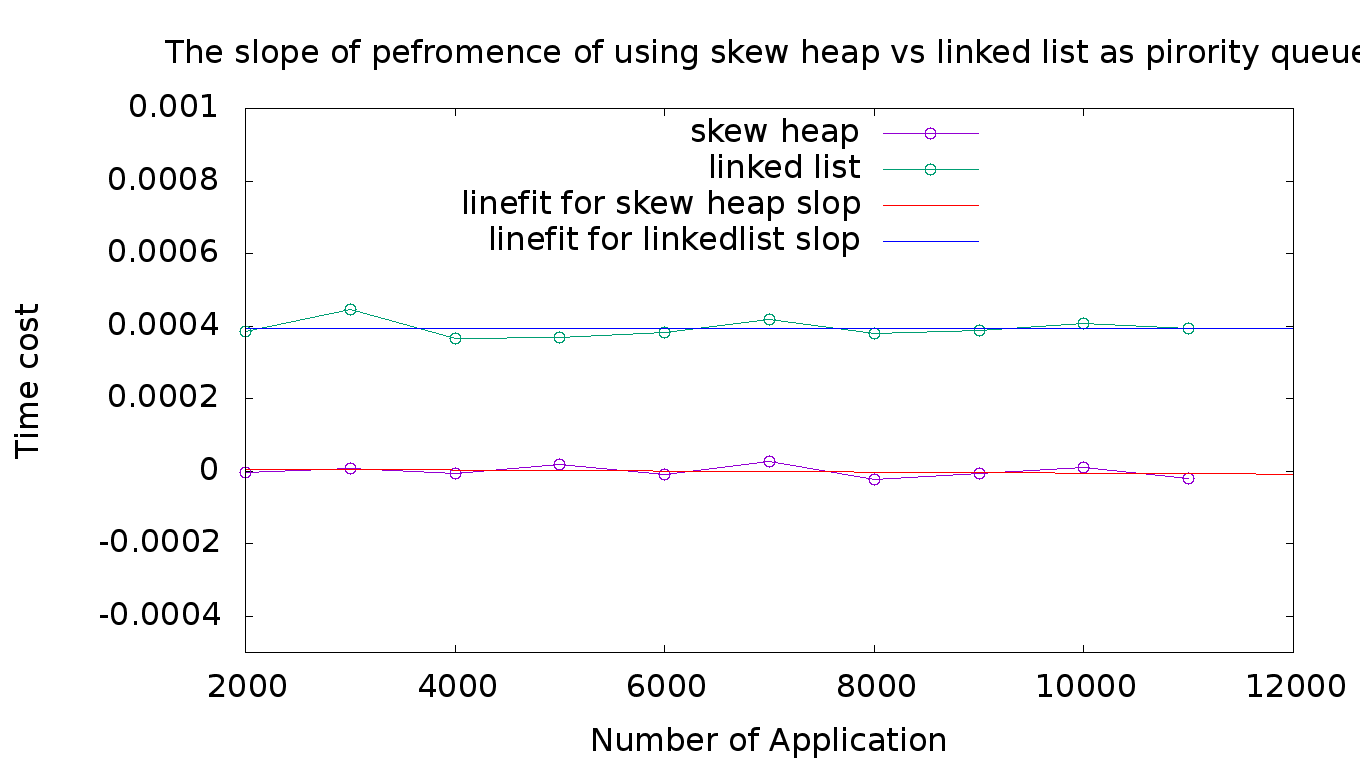 The slope of pefromence of using skew heap vs linked list as pirority queue
0.001
0.0008
0.0006
0.0004
0.0002
0
-0.0002
-0.0004
Time cost
skew heap
linked list
linefit for skew heap slop
linefit for linkedlist slop
2000 4000 6000 8000 10000 12000
Number of Application